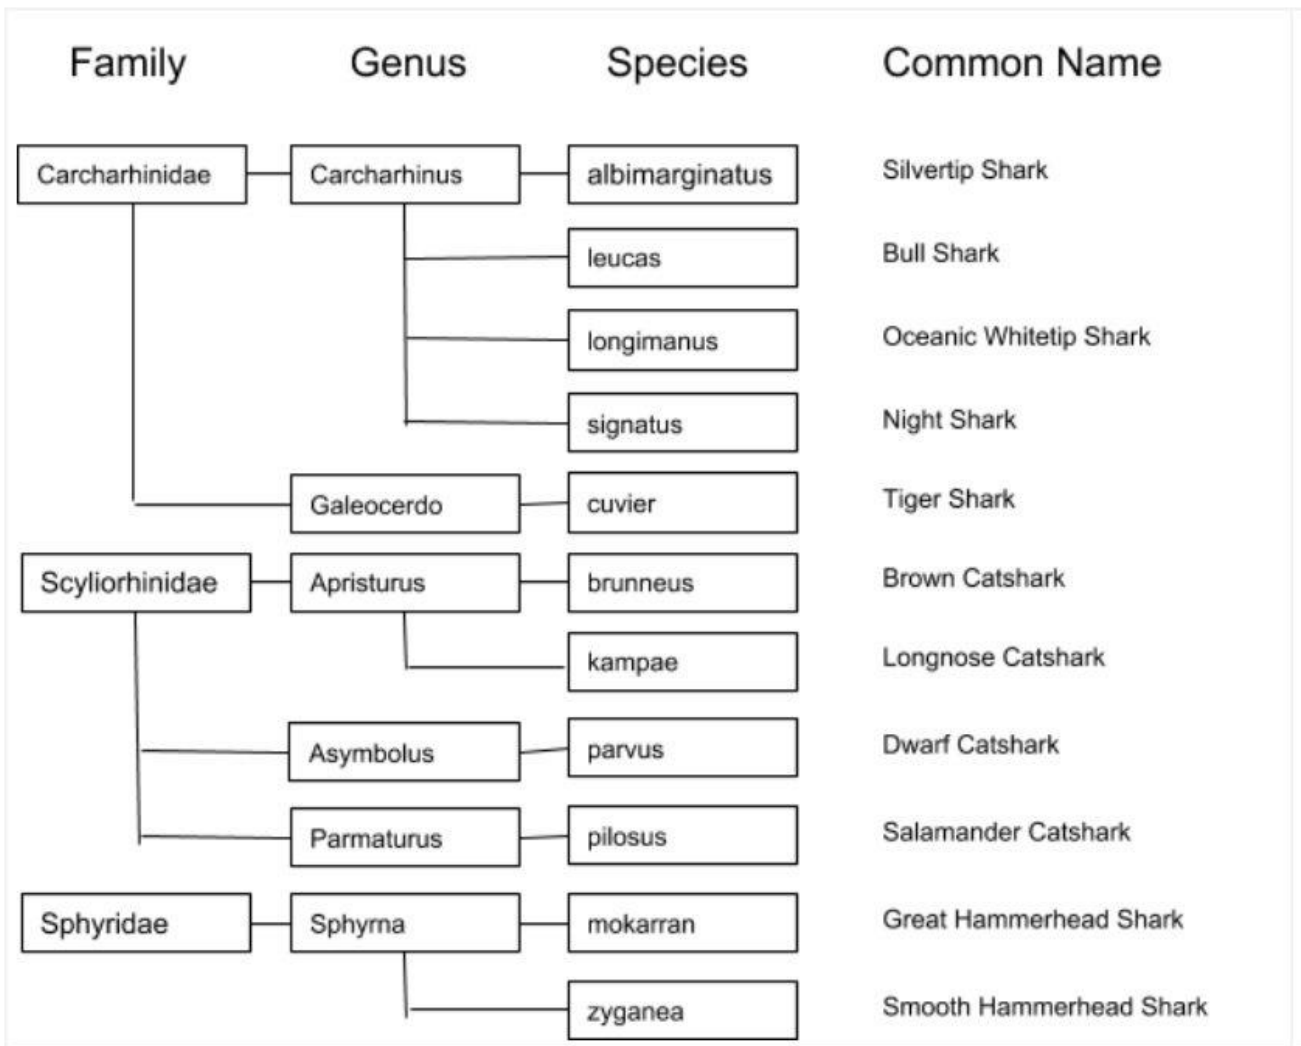 Family Genus Species Common Name
Carcharhinidae Carcharhinus albimarginatus Silvertip Shark
leucas Bull Shark
longimanus Oceanic Whitetip Shark
signatus Night Shark
Galeocerdo cuvier Tiger Shark
Scyliorhinidae Apristurus brunneus Brown Catshark
kampae Longnose Catshark
Asymbolus parvus Dwarf Catshark
Parmaturus pilosus Salamander Catshark
Sphyridae Sphyrna mokarran Great Hammerhead Shark
zyganea Smooth Hammerhead Shark